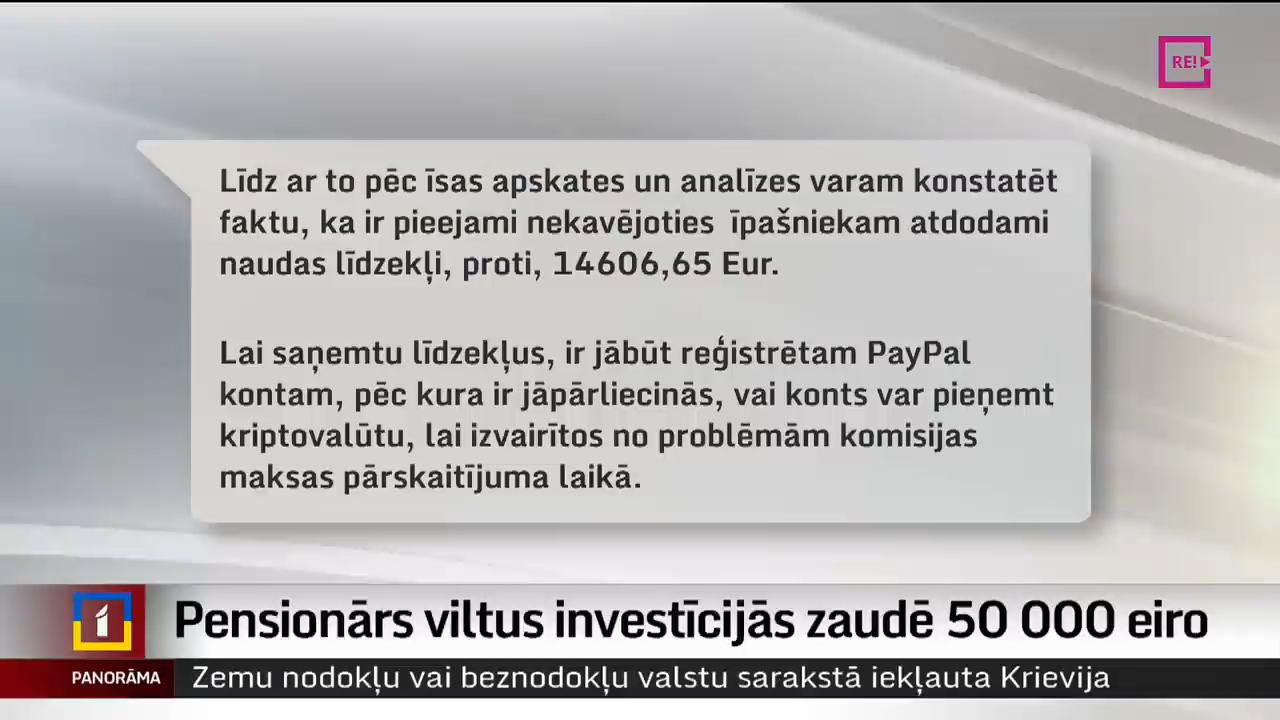 RE!
Līdz ar to pēc īsas apskates un analīzes varam konstatēt
faktu, ka ir pieejami nekavējoties  īpašniekam atdodami
naudas līdzekļi, proti, 14606,65 Eur.
Lai saņemtu līdzekļus, ir jābūt reģistrētam PayPal
kontam, pēc kura ir jāpārliecinās, vai konts var pieņemt
kriptovalūtu, lai izvairītos no problēmām komisijas
maksas pārskaitījuma laikā.
1
Pensionārs viltus investīcijās zaudē 50 000 eiro
PANORĀMA
Zemu nodokļu vai beznodokļu valstu sarakstā iekļauta Krievija